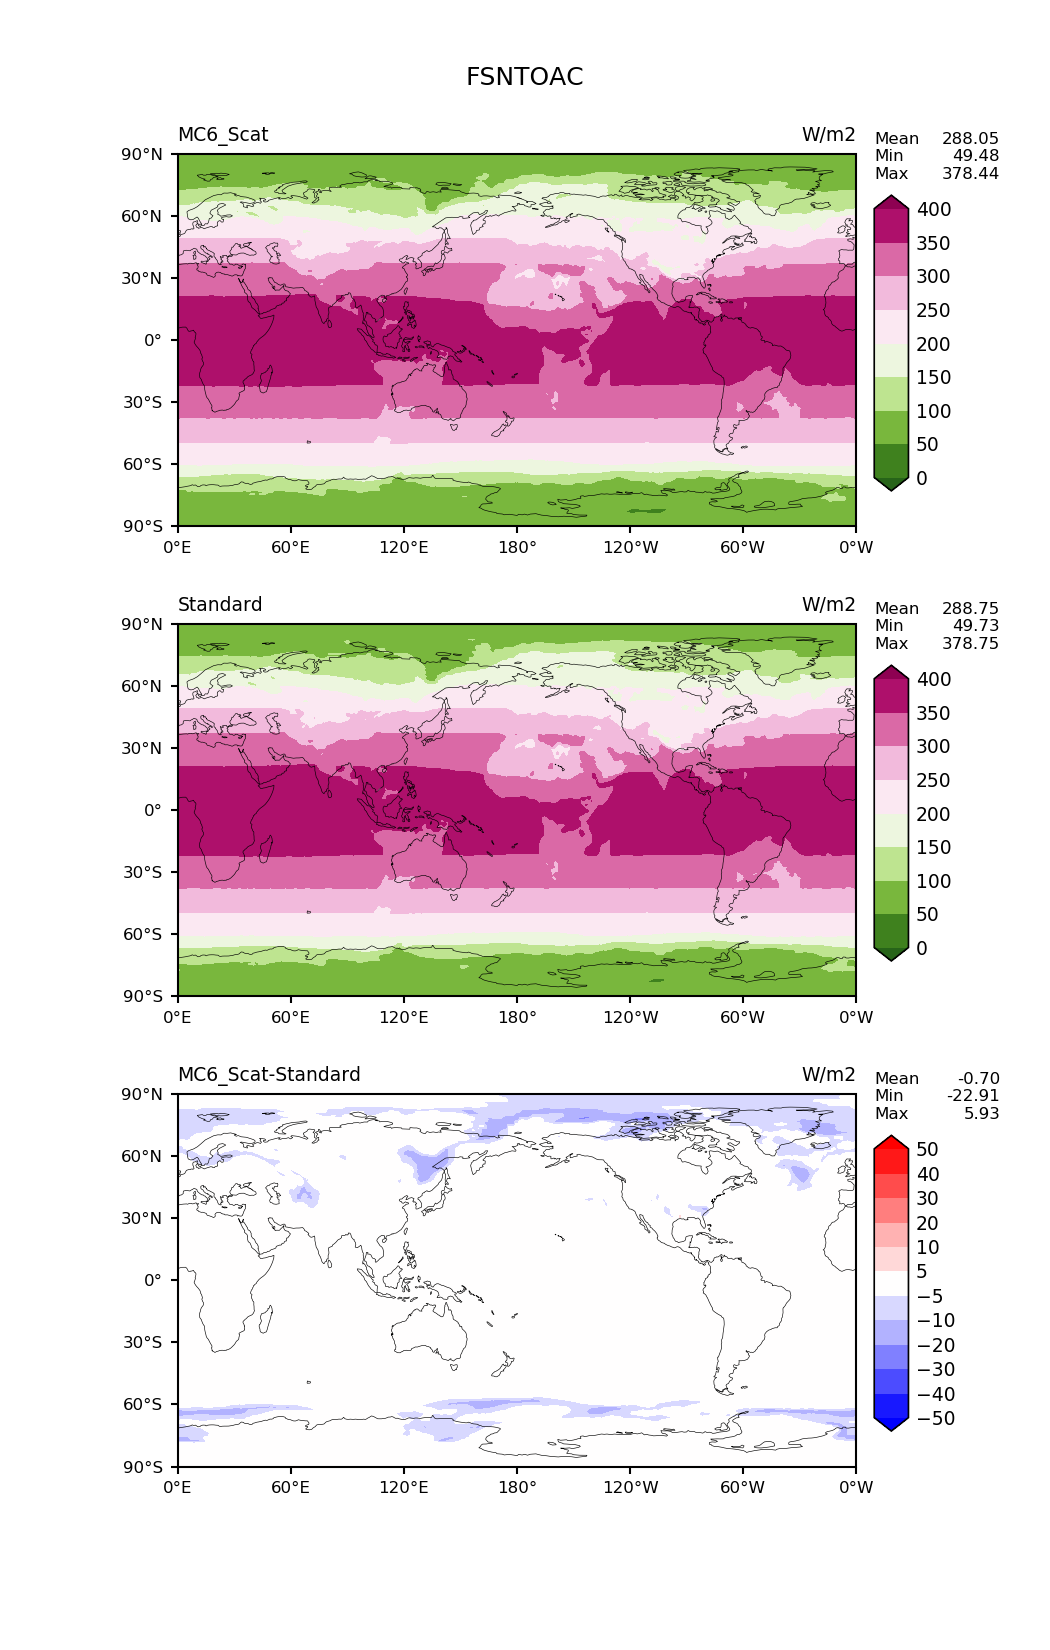 FSNTOAC
MC6_Scat W/m2
Mean 288.05
Min 49.48
Max 378.44
90°N
60°N
30°N
0°
30°S
60°S
90°S
0°E 60°E 120°E 180° 120°W 60°W 0°W
400
350
300
250
200
150
100
50
0
Standard W/m2
Mean 288.75
Min 49.73
Max 378.75
90°N
60°N
30°N
0°
30°S
60°S
90°S
0°E 60°E 120°E 180° 120°W 60°W 0°W
400
350
300
250
200
150
100
50
0
MC6_Scat-Standard W/m2
Mean -0.70
Min -22.91
Max 5.93
90°N
60°N
30°N
0°
30°S
60°S
90°S
0°E 60°E 120°E 180° 120°W 60°W 0°W
50
40
30
20
10
5
−5
−10
−20
−30
−40
−50